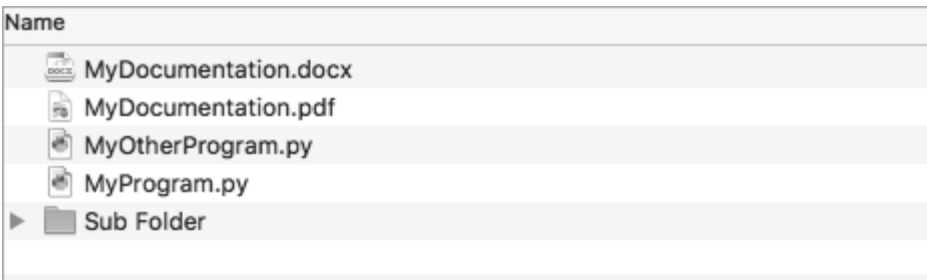 Name
MyDocumentation.docx
MyDocumentation.pdf
MyOtherProgram.py
MyProgram.py
Sub Folder